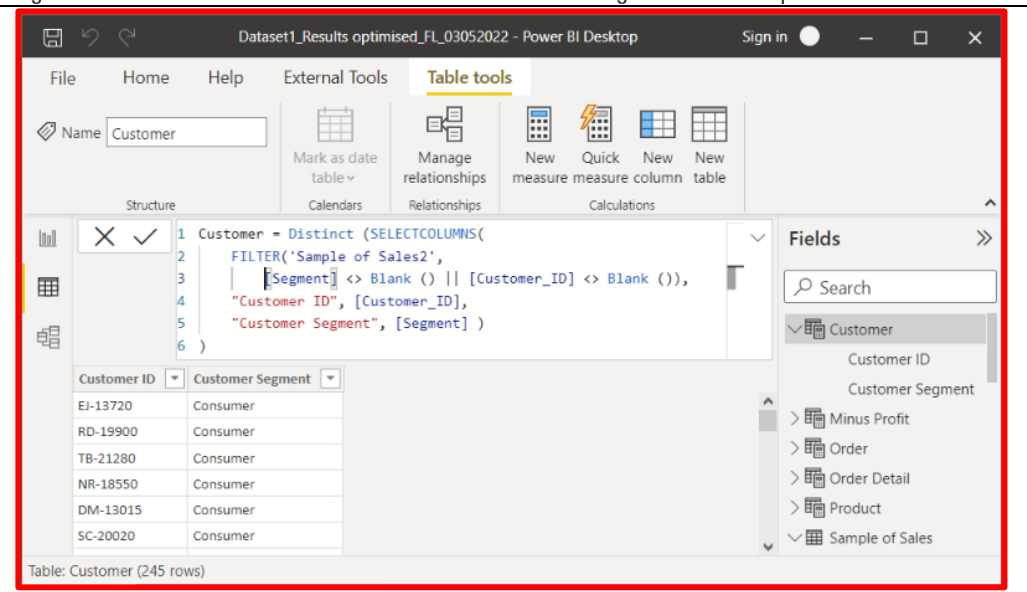 Dataset1_Results optimised_FL_03052022 - Power BI Desktop Sign in
File Home Help External Tools Table tools
Name Customer
Mark as date table
Manage relationships
New measure
Quick measure
New column
New table
Structure Calendars Relationships Calculations
1 Customer = Distinct (SELECTCOLUMNS(
2 FILTER('Sample of Sales2',
3 [Segment] <> Blank () || [Customer_ID] <> Blank ()),
4 "Customer ID", [Customer_ID],
5 "Customer Segment", [Segment] )
6 )
Customer ID Customer Segment
EJ-13720 Consumer
RD-19900 Consumer
TB-21280 Consumer
NR-18550 Consumer
DM-13015 Consumer
SC-20020 Consumer
Fields
Search
Customer
Customer ID
Customer Segment
Minus Profit
Order
Order Detail
Product
Sample of Sales
Table: Customer (245 rows)